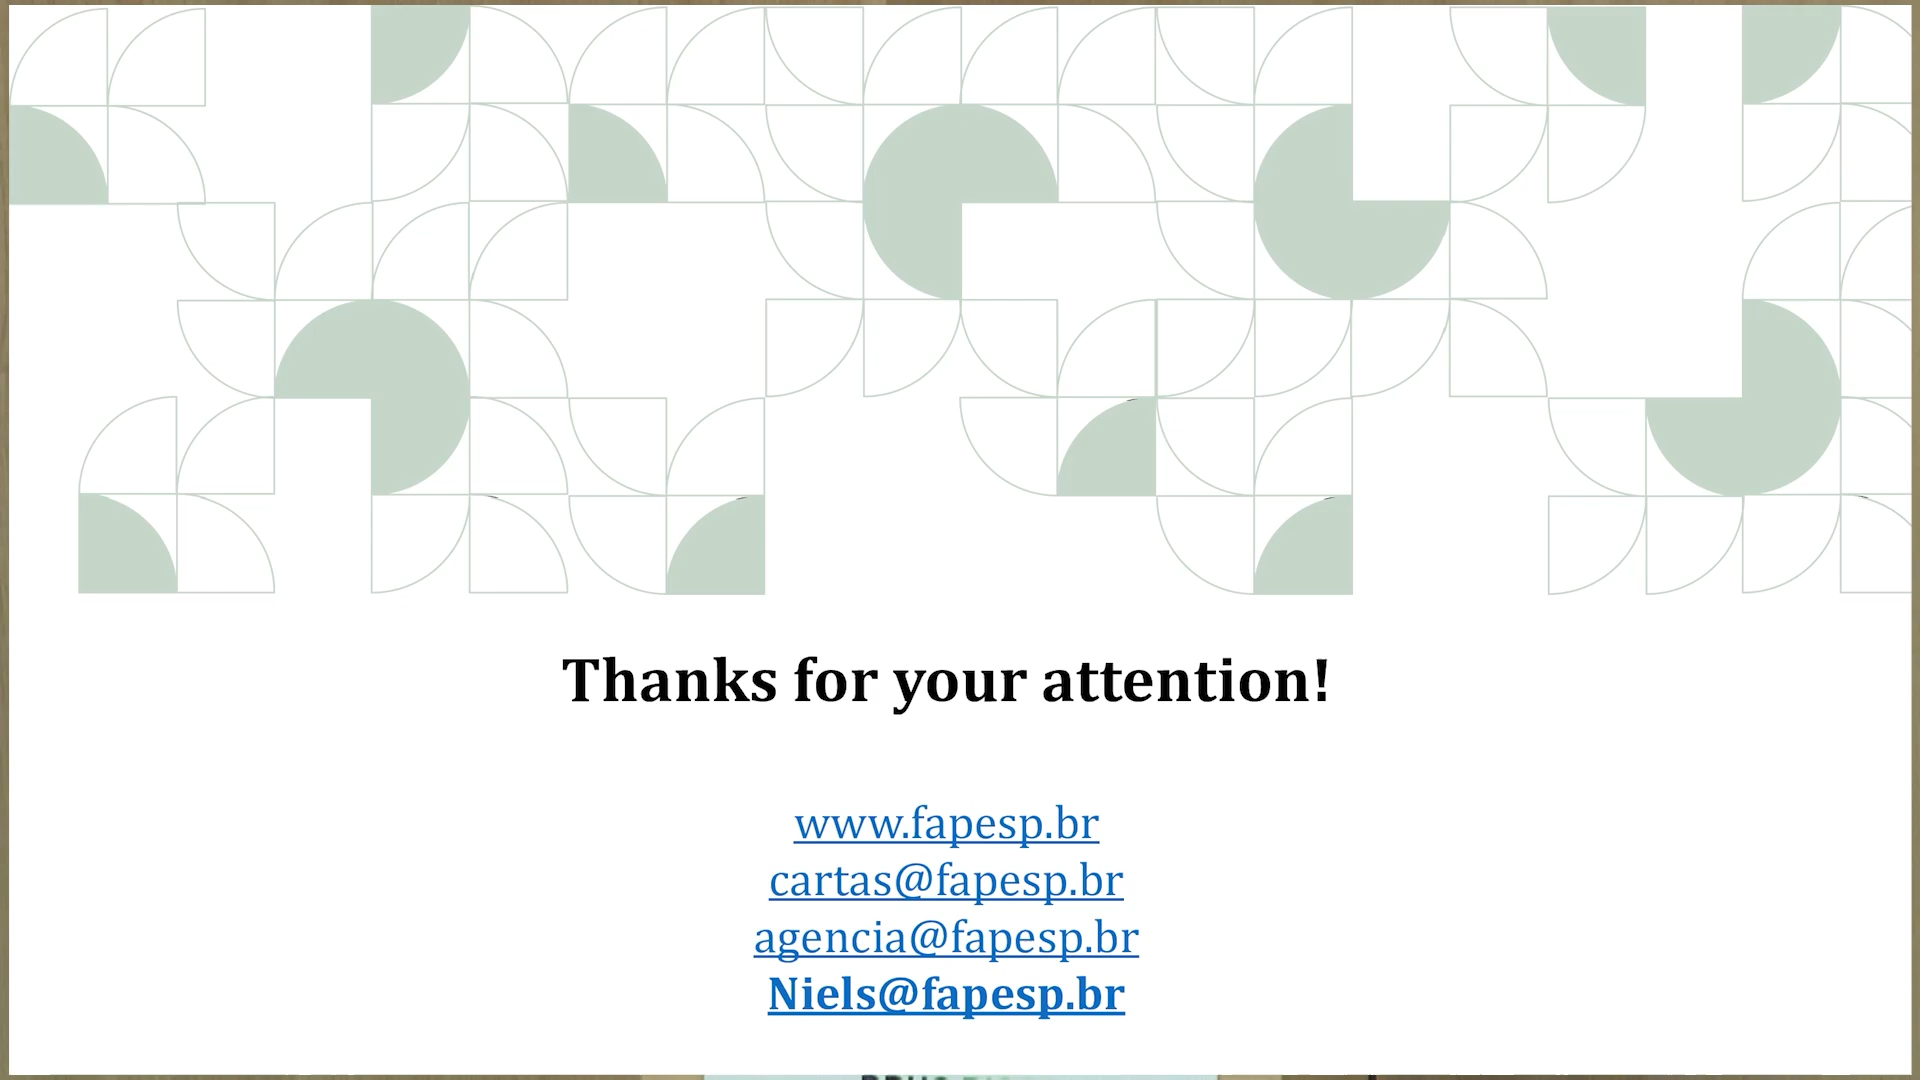 Thanks for your attention!
www.fapesp.br
cartas@fapesp.br
agencia@fapesp.br
Niels@fapesp.br